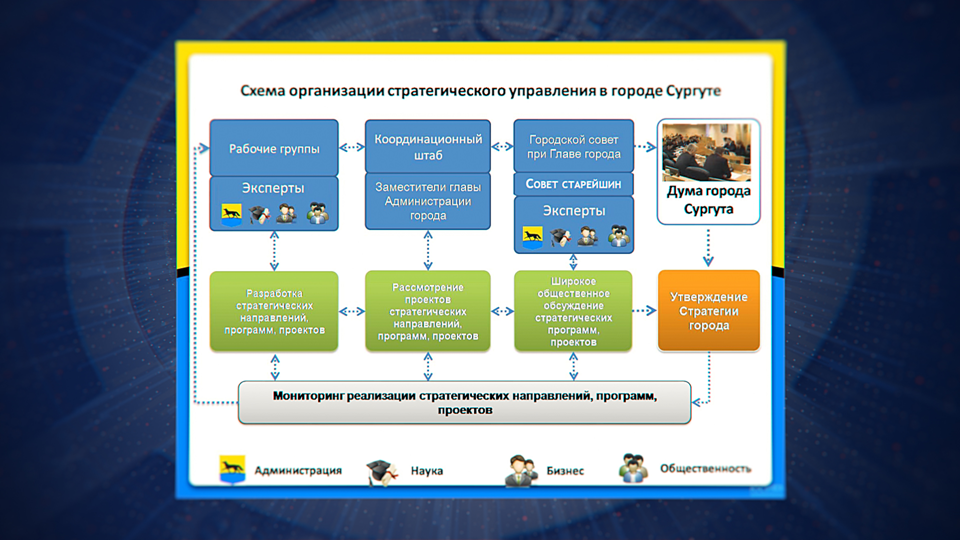 Схема организации стратегического управления в городе Сургуте
Рабочие группы
Эксперты
Координационный
штаб
Заместители главы
Администрации
города
Городской совет
при Главе города
Совет старейшин
Эксперты
Дума города
Сургута
Разработка
стратегических
направлений,
программ, проектов
Рассмотрение
проектов
стратегических
направлений,
программ, проектов
Широкое
общественное
обсуждение
стратегических
программ,
проектов
Утверждение
Стратегии
города
Мониторинг реализации стратегических направлений, программ,
проектов
Администрация
Наука
Бизнес
Общественность